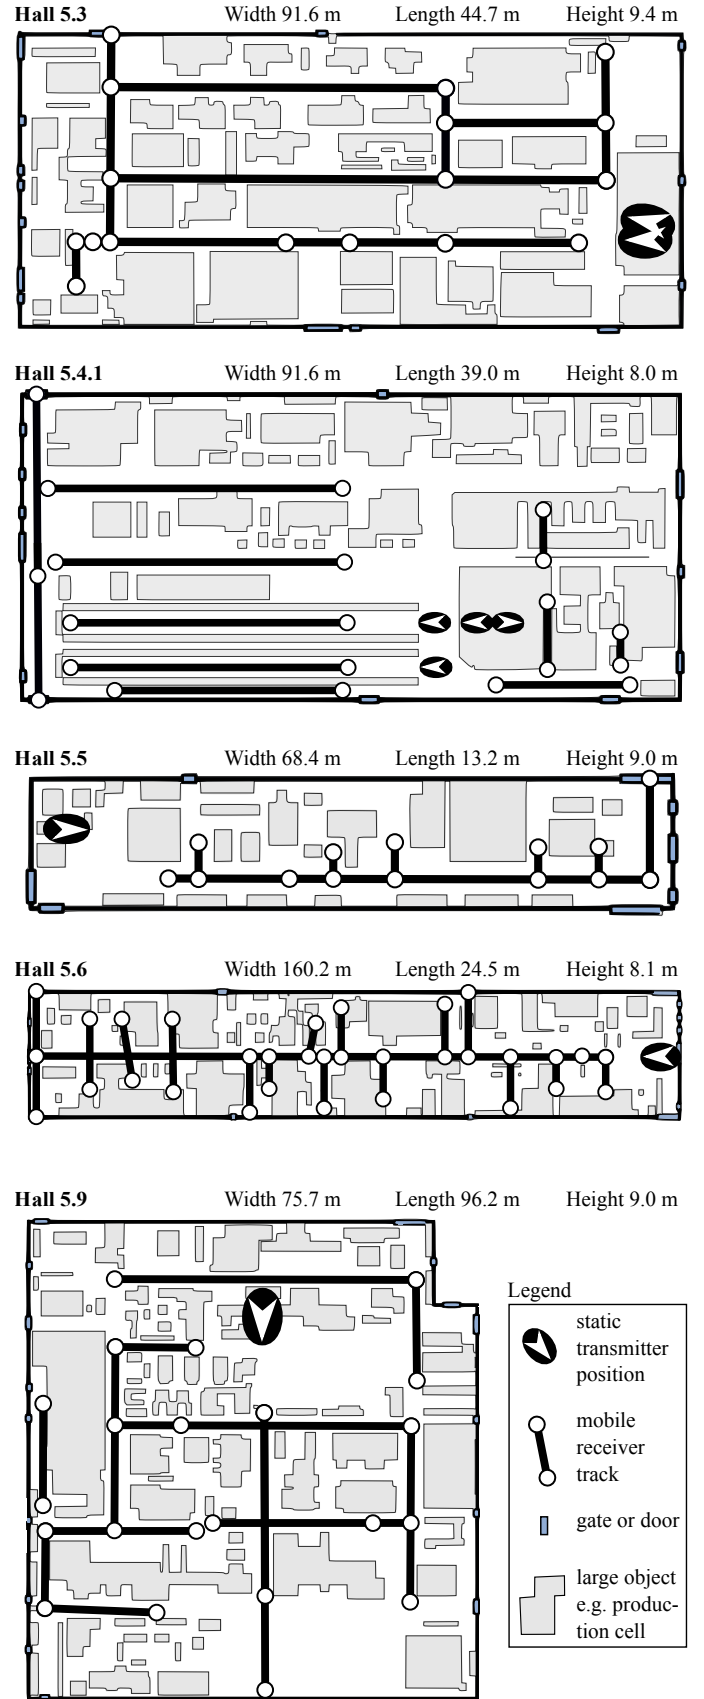 Hall 5.3 Width 91.6 m Length 44.7 m Height 9.4 m
Hall 5.4.1 Width 91.6 m Length 39.0 m Height 8.0 m
Hall 5.5 Width 68.4 m Length 13.2 m Height 9.0 m
Hall 5.6 Width 160.2 m Length 24.5 m Height 8.1 m
Hall 5.9 Width 75.7 m Length 96.2 m Height 9.0 m
Legend
static
transmitter
position
mobile
receiver
track
gate or door
large object
e.g. produc-
tion cell